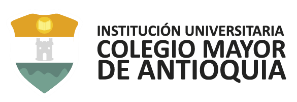 INSTITUCIÓN UNIVERSITARIA
COLEGIO MAYOR
DE ANTIOQUIA